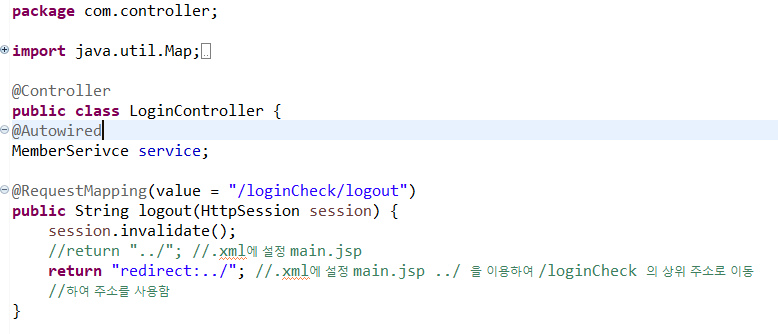 package com.controller;
import java.util.Map;
@Controller
public class LoginController {
@Autowired
MemberSerivce service;
@RequestMapping(value = "/loginCheck/logout")
public String logout(HttpSession session) {
session.invalidate();
//return "../"; //.xml에 설정 main.jsp
return "redirect:../"; //.xml에 설정 main.jsp ../ 을 이용하여 /loginCheck 의 상위 주소로 이동
//하여 주소를 사용함
}